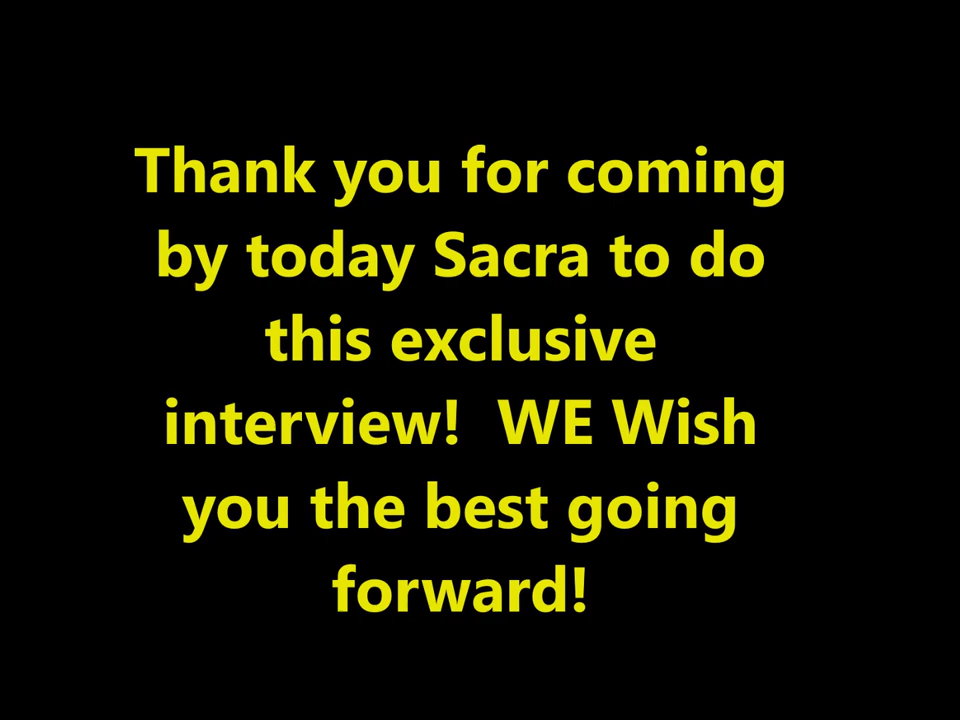 Thank you for coming
by today Sacra to do
this exclusive
interview!  WE Wish
you the best going
forward!